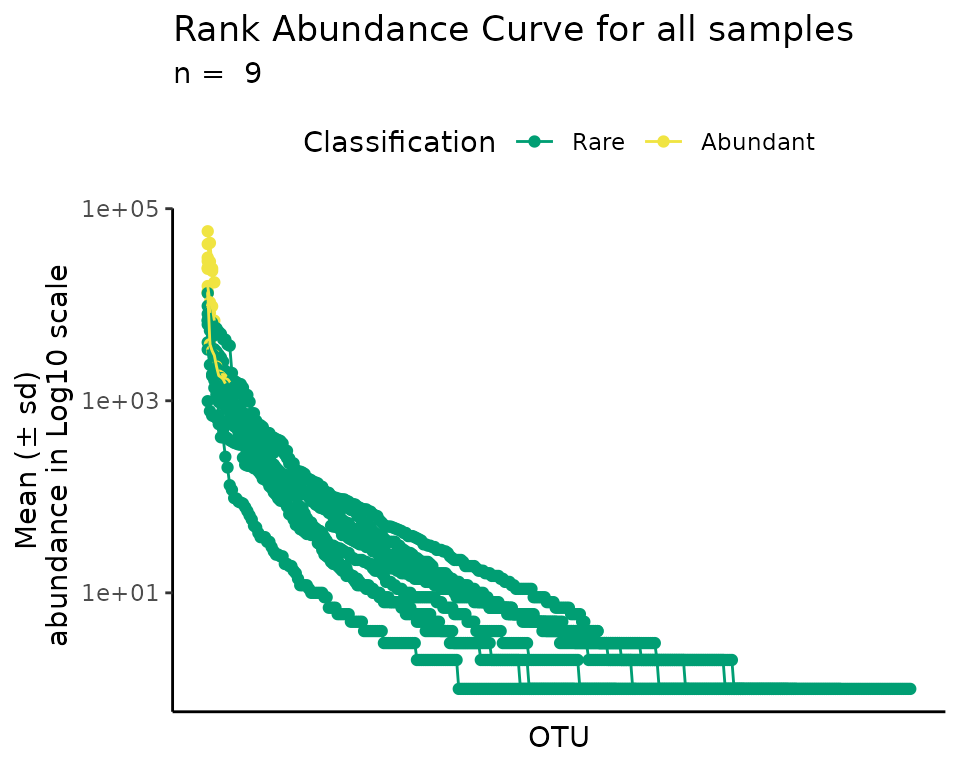 Rank Abundance Curve for all samples
n =  9
Classification Rare Abundant
1e+05
1e+03
1e+01
Mean (± sd)
abundance in Log10 scale
OTU